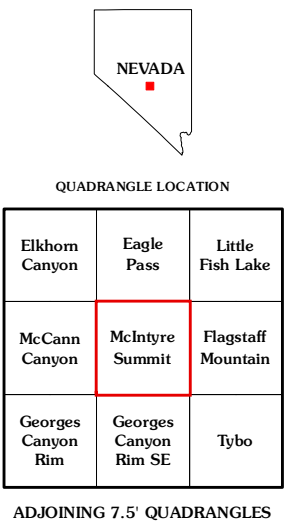 NEVADA
QUADRANGLE LOCATION
Elkhorn
Canyon
Eagle
Pass
Little
Fish Lake
McCann
Canyon
McIntyre
Summit
Flagstaff
Mountain
Georges
Canyon
Rim
Georges
Canyon
Rim SE
Tybo
ADJOINING 7.5' QUADRANGLES